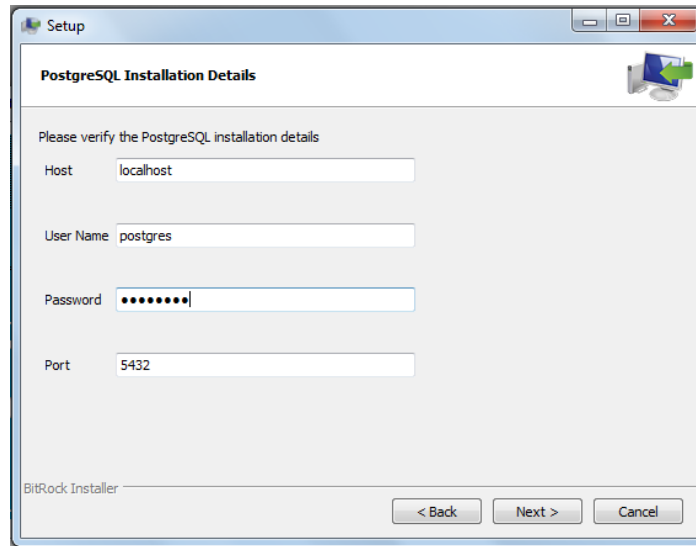 Setup
PostgreSQL Installation Details
Please verify the PostgreSQL installation details
Host localhost
User Name postgres
Password ••••••••
Port 5432
BitRock Installer
< Back Next > Cancel